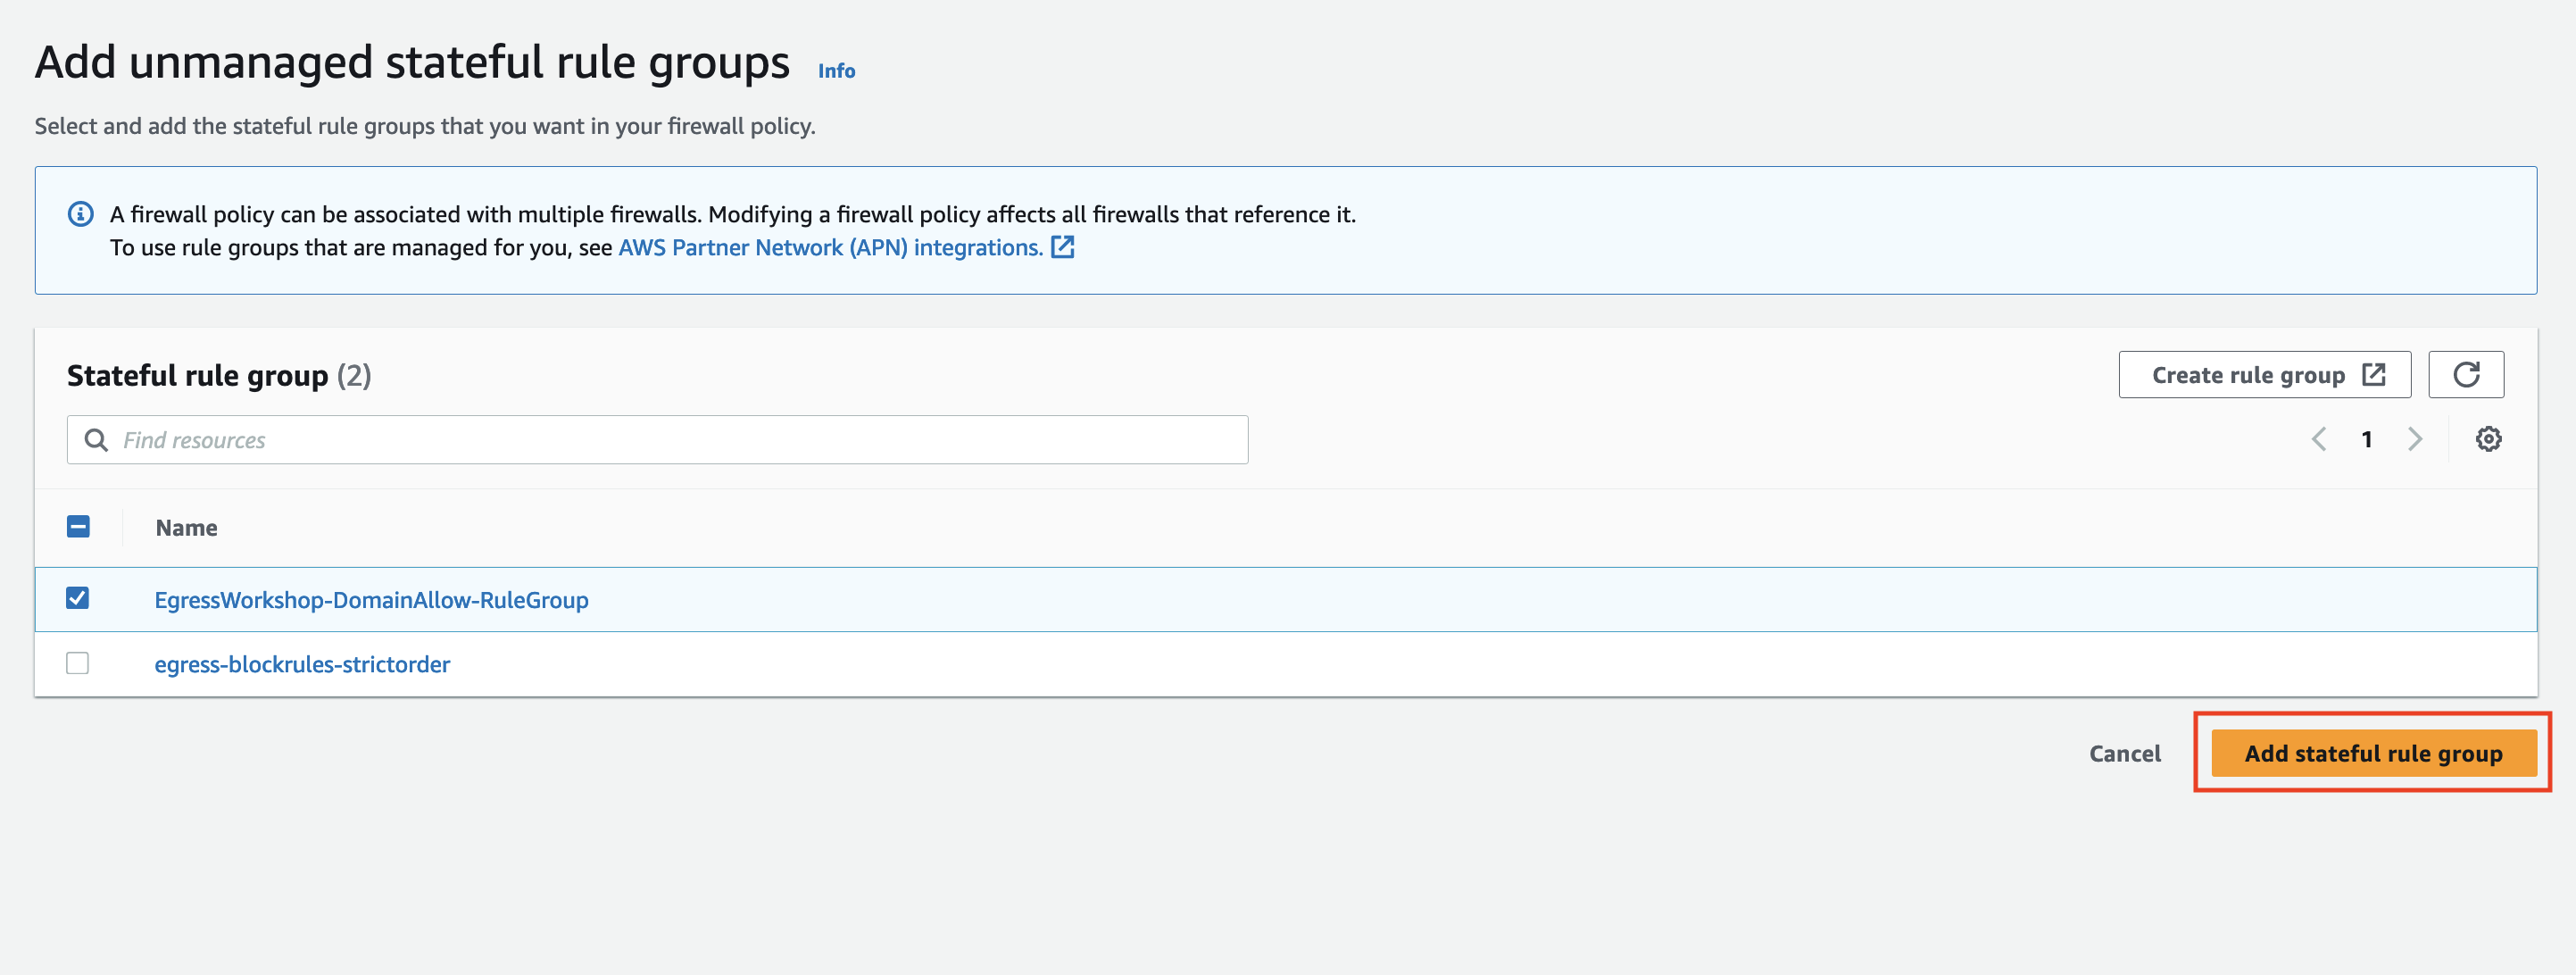 Add unmanaged stateful rule groups Info
Select and add the stateful rule groups that you want in your firewall policy.
A firewall policy can be associated with multiple firewalls. Modifying a firewall policy affects all firewalls that reference it.
To use rule groups that are managed for you, see AWS Partner Network (APN) integrations.
Stateful rule group (2)
Create rule group
Find resources
1
Name
EgressWorkshop-DomainAllow-RuleGroup
egress-blockrules-strictorder
Cancel
Add stateful rule group